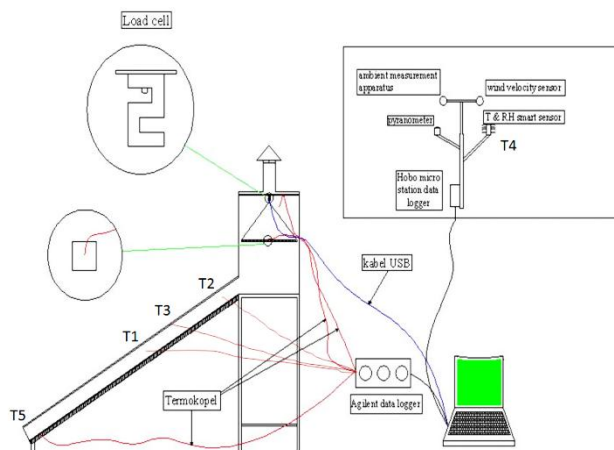 Load cell
ambient measurement
apparatus
wind velocity sensor
pyranometer
T & RH smart sensor
T4
Hobo micro
station data
logger
kabel USB
T2
T3
T1
T5
Termokopel
Agilent data logger